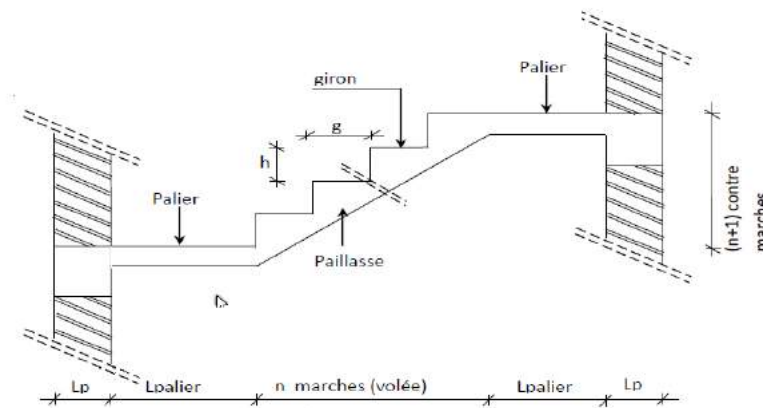 Palier
giron
g
h
Palier
Paillasse
(n+1) contre
marches
Lp
Lpalier
n marches (volée)
Lpalier
Lp